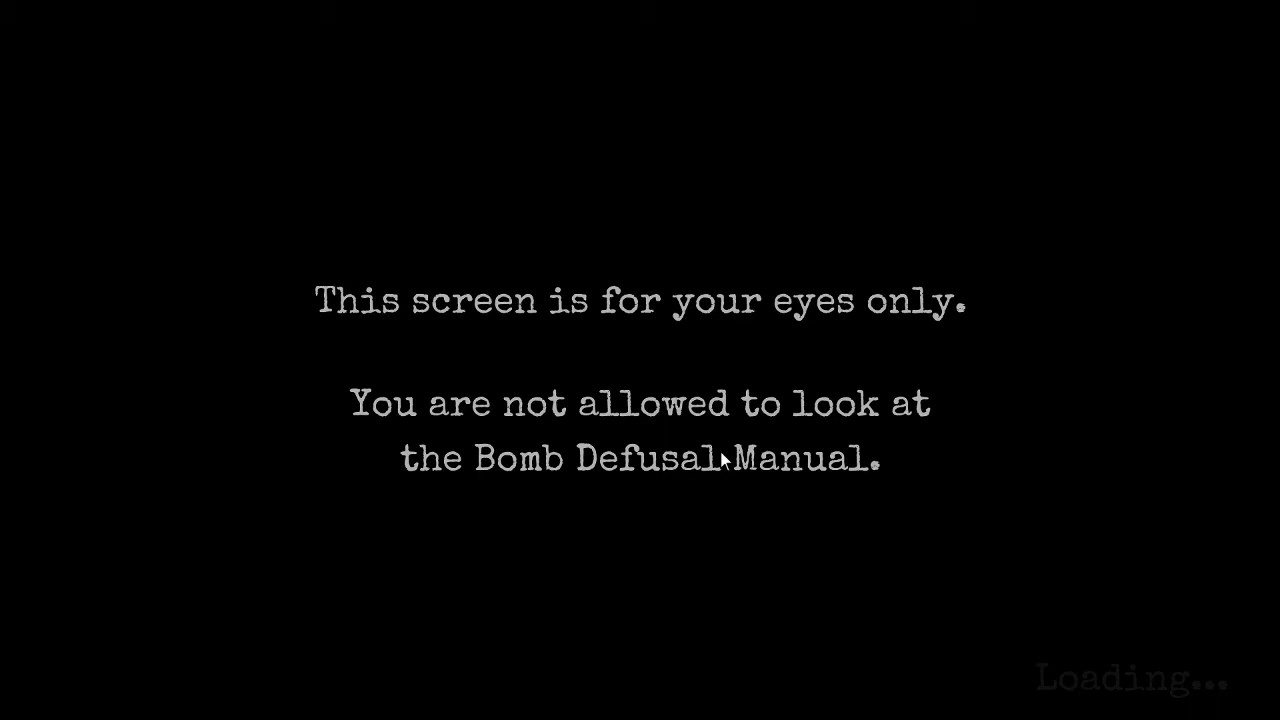 This screen is for your eyes only.
You are not allowed to look at
the Bomb Defusal Manual.
Loading...